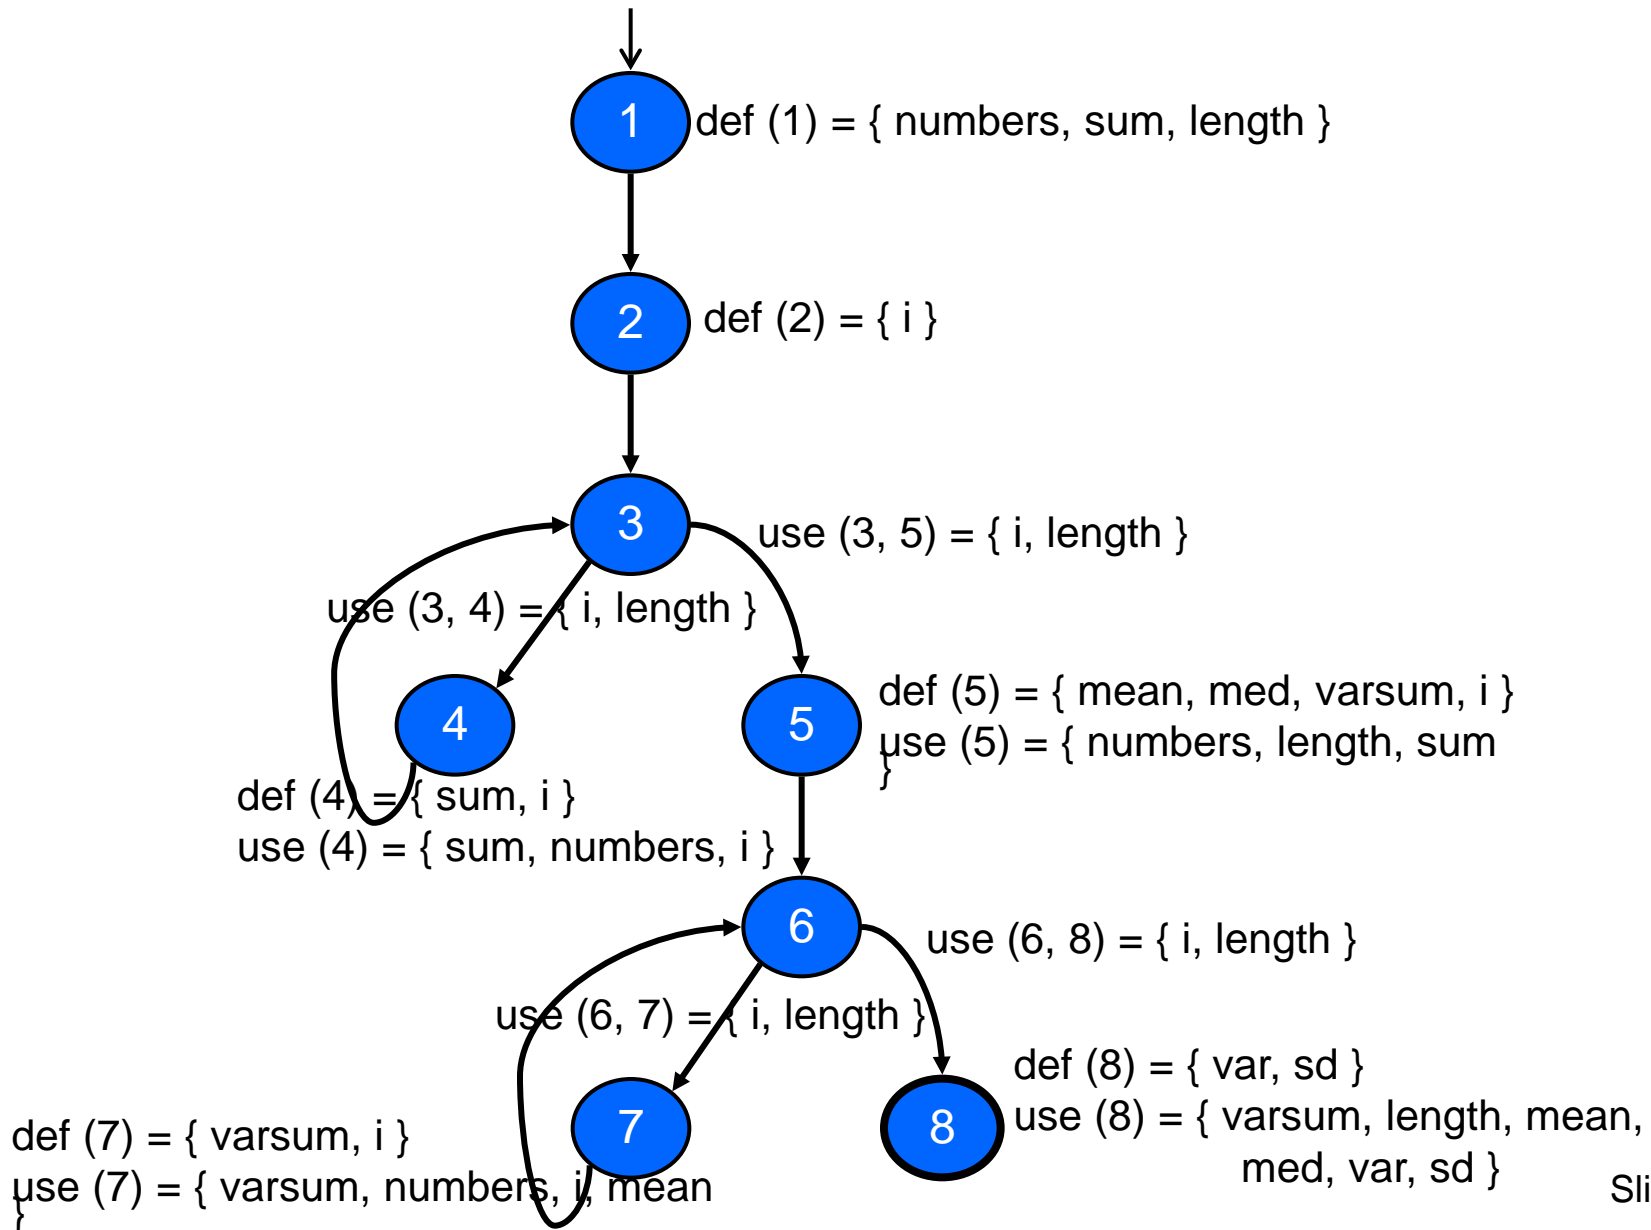 1
def (1) = { numbers, sum, length }
2
def (2) = { i }
3
use (3, 5) = { i, length }
use (3, 4) = { i, length }
4
5
def (5) = { mean, med, varsum, i }
use (5) = { numbers, length, sum
}
def (4) = { sum, i }
use (4) = { sum, numbers, i }
6
use (6, 8) = { i, length }
use (6, 7) = { i, length }
7
8
def (8) = { var, sd }
use (8) = { varsum, length, mean,
med, var, sd }
def (7) = { varsum, i }
use (7) = { varsum, numbers, i, mean
}
Sli